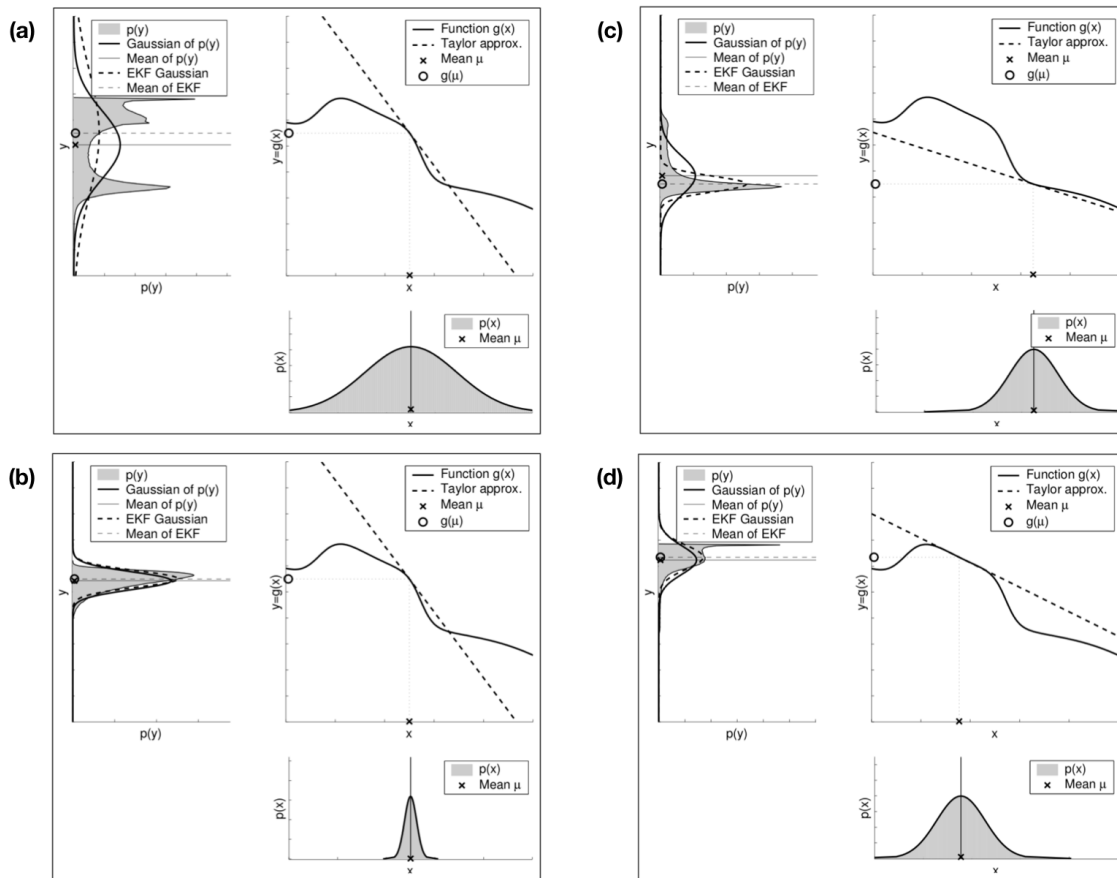 (a)
p(y)
Gaussian of p(y)
Mean of p(y)
EKF Gaussian
Mean of EKF
y
p(y)
Function g(x)
Taylor approx.
Mean μ
g(μ)
y=g(x)
x
p(x)
Mean μ
p(x)
x
(c)
p(y)
Gaussian of p(y)
Mean of p(y)
EKF Gaussian
Mean of EKF
y
p(y)
Function g(x)
Taylor approx.
Mean μ
g(μ)
y=g(x)
x
p(x)
Mean μ
p(x)
x
(b)
p(y)
Gaussian of p(y)
Mean of p(y)
EKF Gaussian
Mean of EKF
y
p(y)
Function g(x)
Taylor approx.
Mean μ
g(μ)
y=g(x)
x
p(x)
Mean μ
p(x)
x
(d)
p(y)
Gaussian of p(y)
Mean of p(y)
EKF Gaussian
Mean of EKF
y
p(y)
Function g(x)
Taylor approx.
Mean μ
g(μ)
y=g(x)
x
p(x)
Mean μ
p(x)
x